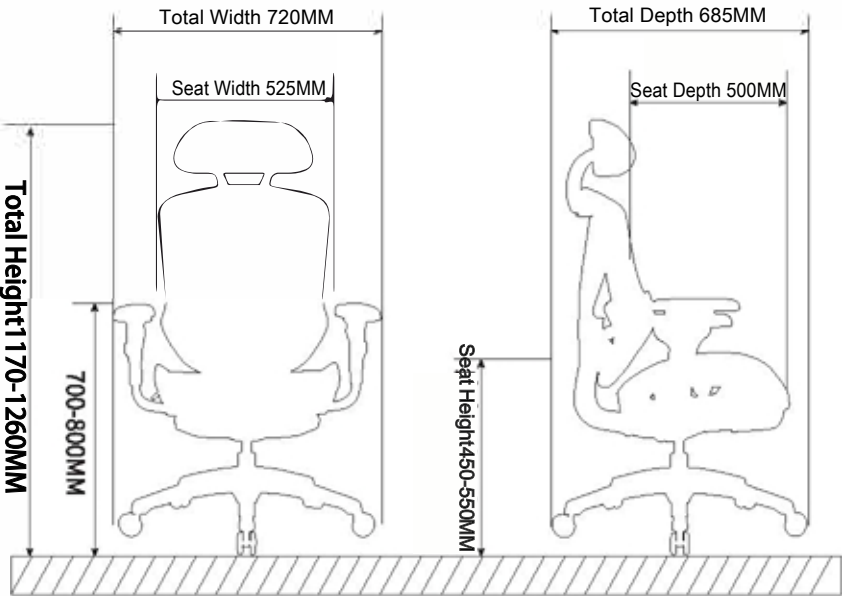 Total Width 720MM
Total Depth 685MM
Seat Width 525MM
Seat Depth 500MM
Total Height1170-1260MM
700-800MM
Seat Height450-550MM